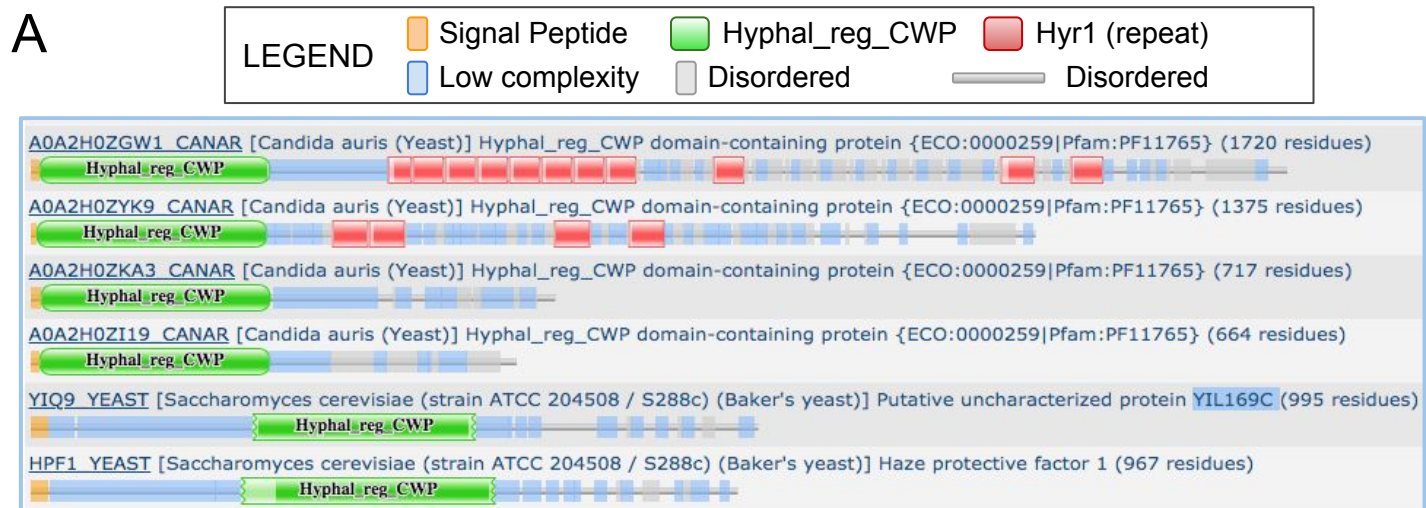 A
LEGEND
Signal Peptide Hyphal_reg_CWP Hyr1 (repeat)
Low complexity Disordered Disordered
A0A2H0ZGW1_CANAR [Candida auris (Yeast)] Hyphal_reg_CWP domain-containing protein {ECO:0000259|Pfam:PF11765} (1720 residues)
Hyphal_reg_CWP
A0A2H0ZYK9_CANAR [Candida auris (Yeast)] Hyphal_reg_CWP domain-containing protein {ECO:0000259|Pfam:PF11765} (1375 residues)
Hyphal_reg_CWP
A0A2H0ZKA3_CANAR [Candida auris (Yeast)] Hyphal_reg_CWP domain-containing protein {ECO:0000259|Pfam:PF11765} (717 residues)
Hyphal_reg_CWP
A0A2H0ZI19_CANAR [Candida auris (Yeast)] Hyphal_reg_CWP domain-containing protein {ECO:0000259|Pfam:PF11765} (664 residues)
Hyphal_reg_CWP
YIQ9_YEAST [Saccharomyces cerevisiae (strain ATCC 204508 / S288c) (Baker's yeast)] Putative uncharacterized protein YIL169C (995 residues)
Hyphal_reg_CWP
HPF1_YEAST [Saccharomyces cerevisiae (strain ATCC 204508 / S288c) (Baker's yeast)] Haze protective factor 1 (967 residues)
Hyphal_reg_CWP